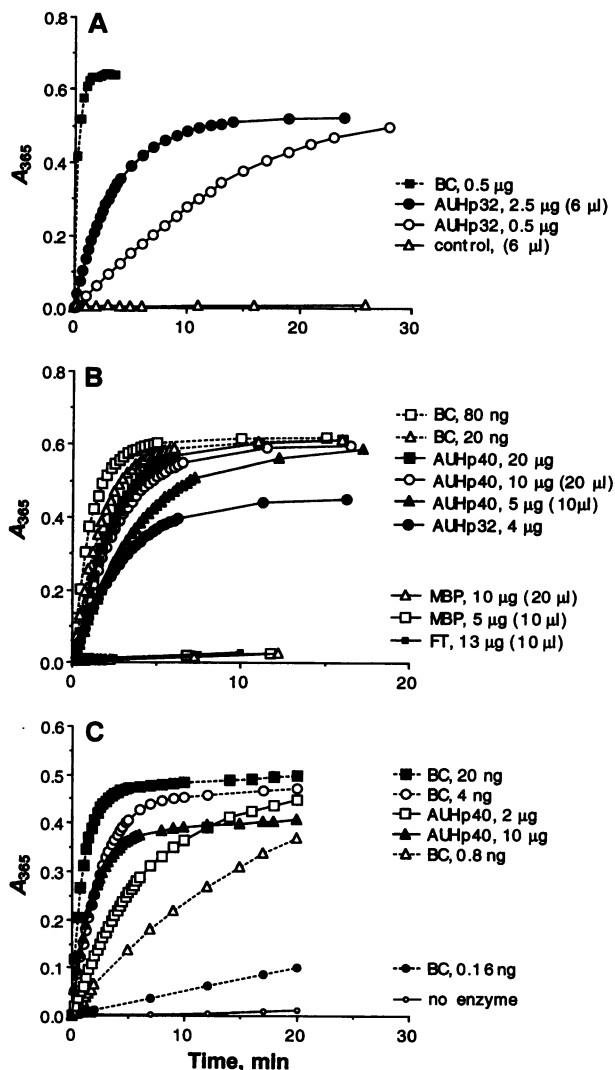 A
0.8
0.6
0.4
0.2
0.0
A365
0
10
20
30
BC, 0.5 µg
AUHp32, 2.5 µg (6 µl)
AUHp32, 0.5 µg
control, (6 µl)
B
0.8
0.6
0.4
0.2
0.0
A365
0
10
20
BC, 80 ng
BC, 20 ng
AUHp40, 20 µg
AUHp40, 10 µg (20 µl)
AUHp40, 5 µg (10µl)
AUHp32, 4 µg
MBP, 10 µg (20 µl)
MBP, 5 µg (10 µl)
FT, 13 µg (10 µl)
C
0.6
0.5
0.4
0.3
0.2
0.1
0.0
A365
0
10
20
30
BC, 20 ng
BC, 4 ng
AUHp40, 2 µg
AUHp40, 10 µg
BC, 0.8 ng
BC, 0.16 ng
no enzyme
Time, min